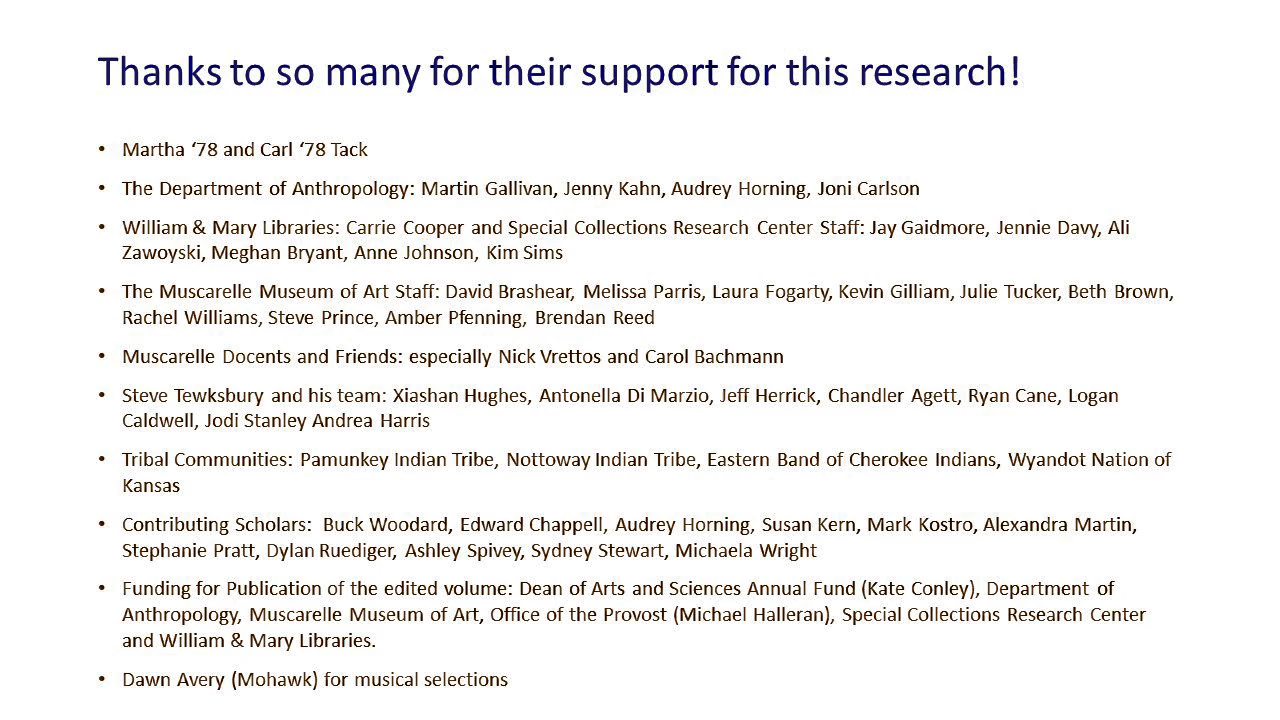 Thanks to so many for their support for this research!
• Martha ‘78 and Carl ‘78 Tack
• The Department of Anthropology: Martin Gallivan, Jenny Kahn, Audrey Horning, Joni Carlson
• William & Mary Libraries: Carrie Cooper and Special Collections Research Center Staff: Jay Gaidmore, Jennie Davy, Ali
Zawoyski, Meghan Bryant, Anne Johnson, Kim Sims
• The Muscarelle Museum of Art Staff: David Brashear, Melissa Parris, Laura Fogarty, Kevin Gilliam, Julie Tucker, Beth Brown,
Rachel Williams, Steve Prince, Amber Pfenning, Brendan Reed
• Muscarelle Docents and Friends: especially Nick Vrettos and Carol Bachmann
• Steve Tewksbury and his team: Xiashan Hughes, Antonella Di Marzio, Jeff Herrick, Chandler Agett, Ryan Cane, Logan
Caldwell, Jodi Stanley Andrea Harris
• Tribal Communities: Pamunkey Indian Tribe, Nottoway Indian Tribe, Eastern Band of Cherokee Indians, Wyandot Nation of
Kansas
• Contributing Scholars: Buck Woodard, Edward Chappell, Audrey Horning, Susan Kern, Mark Kostro, Alexandra Martin,
Stephanie Pratt, Dylan Ruediger, Ashley Spivey, Sydney Stewart, Michaela Wright
• Funding for Publication of the edited volume: Dean of Arts and Sciences Annual Fund (Kate Conley), Department of
Anthropology, Muscarelle Museum of Art, Office of the Provost (Michael Halleran), Special Collections Research Center
and William & Mary Libraries.
• Dawn Avery (Mohawk) for musical selections